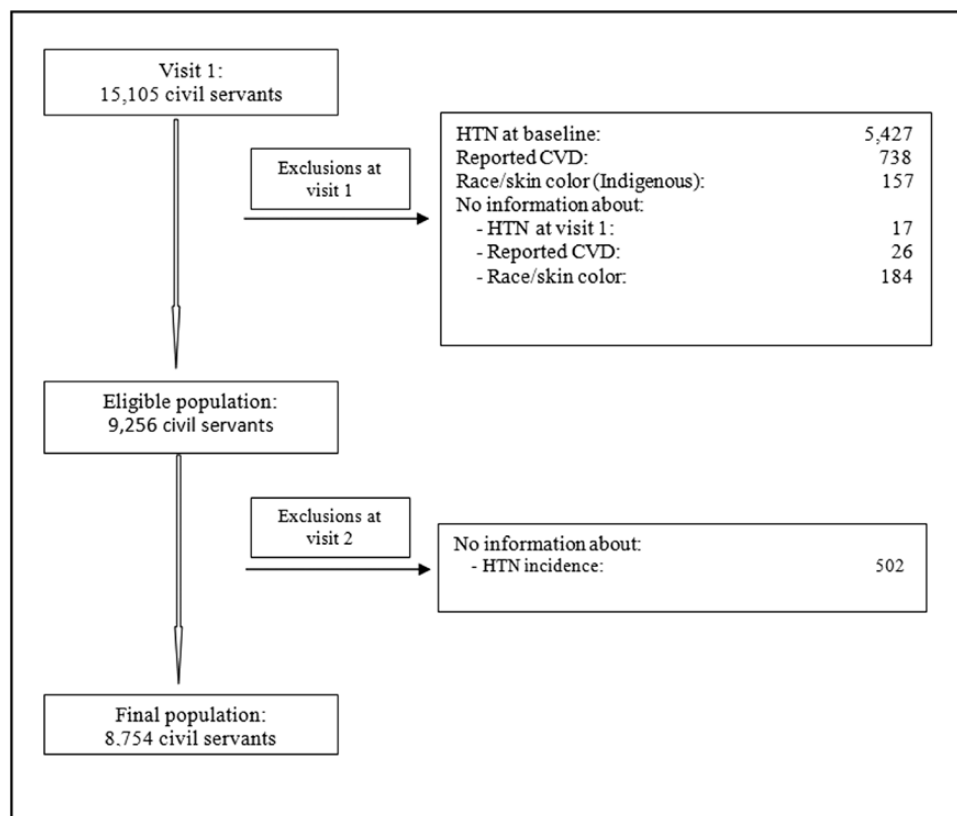 Visit 1:
15,105 civil servants
Exclusions at
visit 1
HTN at baseline: 5,427
Reported CVD: 738
Race/skin color (Indigenous): 157
No information about:
- HTN at visit 1: 17
- Reported CVD: 26
- Race/skin color: 184
Eligible population:
9,256 civil servants
Exclusions at
visit 2
No information about:
- HTN incidence: 502
Final population:
8,754 civil servants